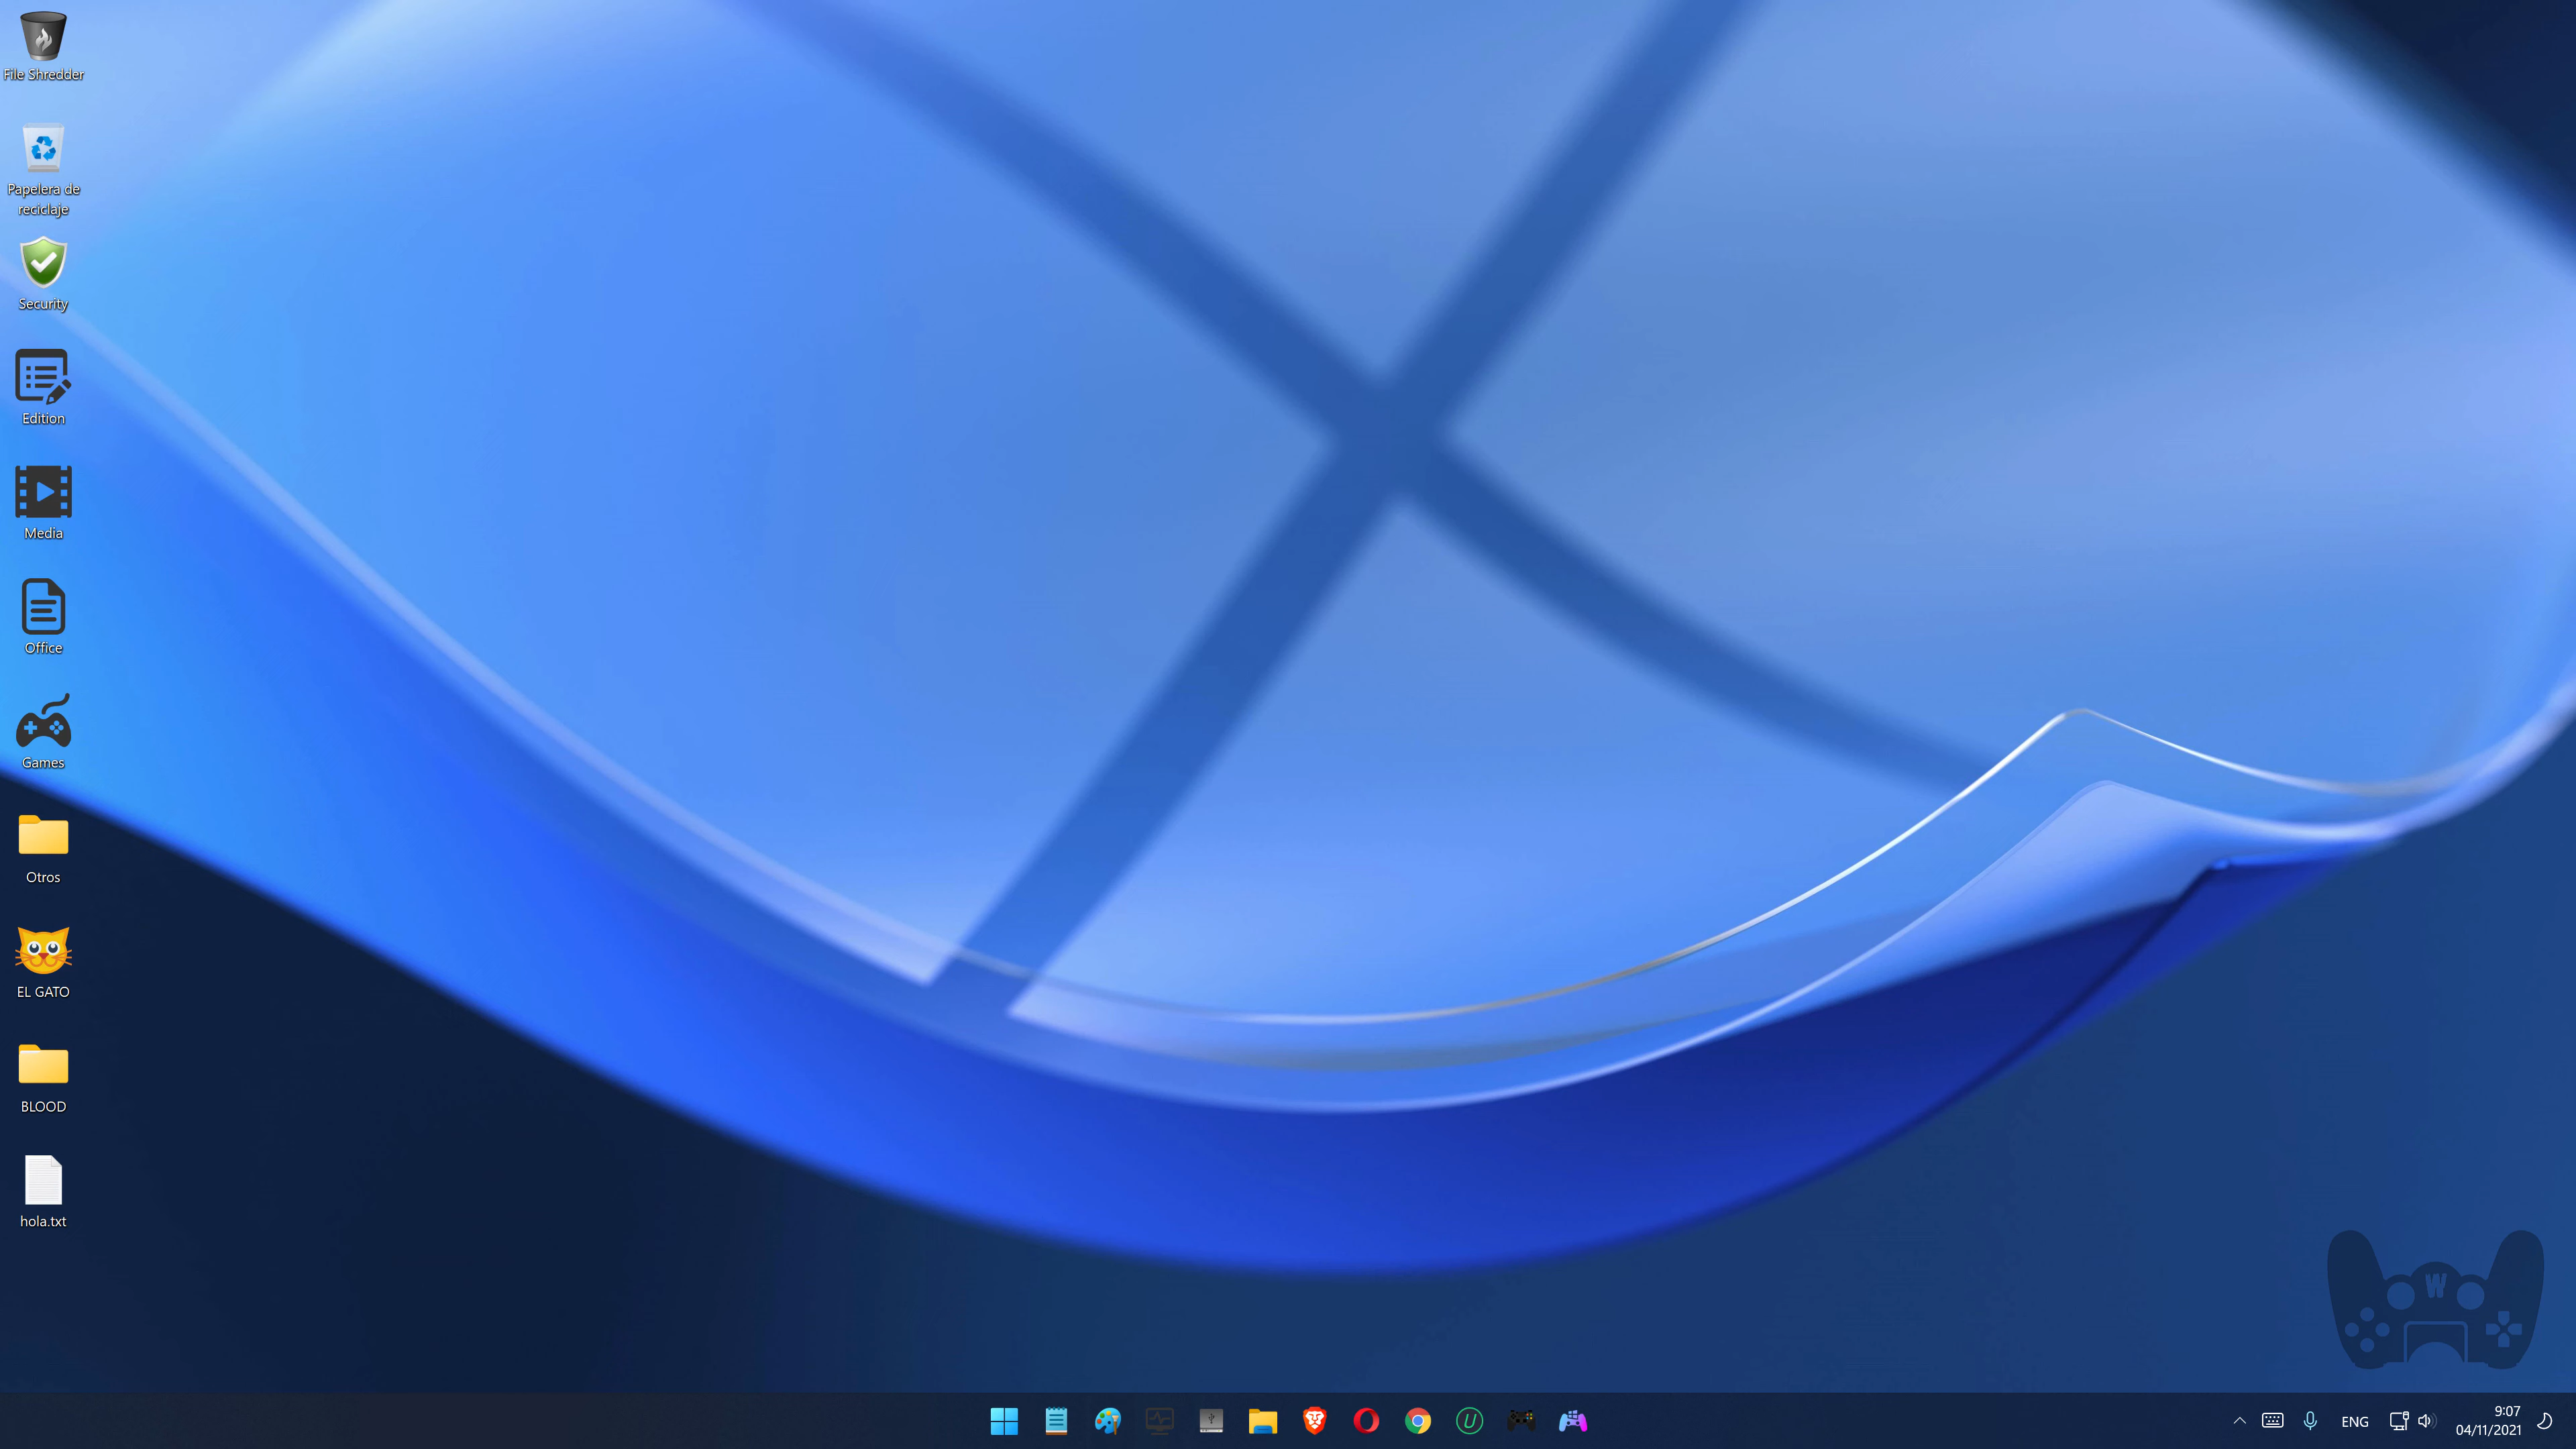 File Shredder
Papelera de
reciclaje
Security
Edition
Media
Office
Games
Otros
EL GATO
BLOOD
hola.txt
W
U
ENG
9:07
04/11/2021